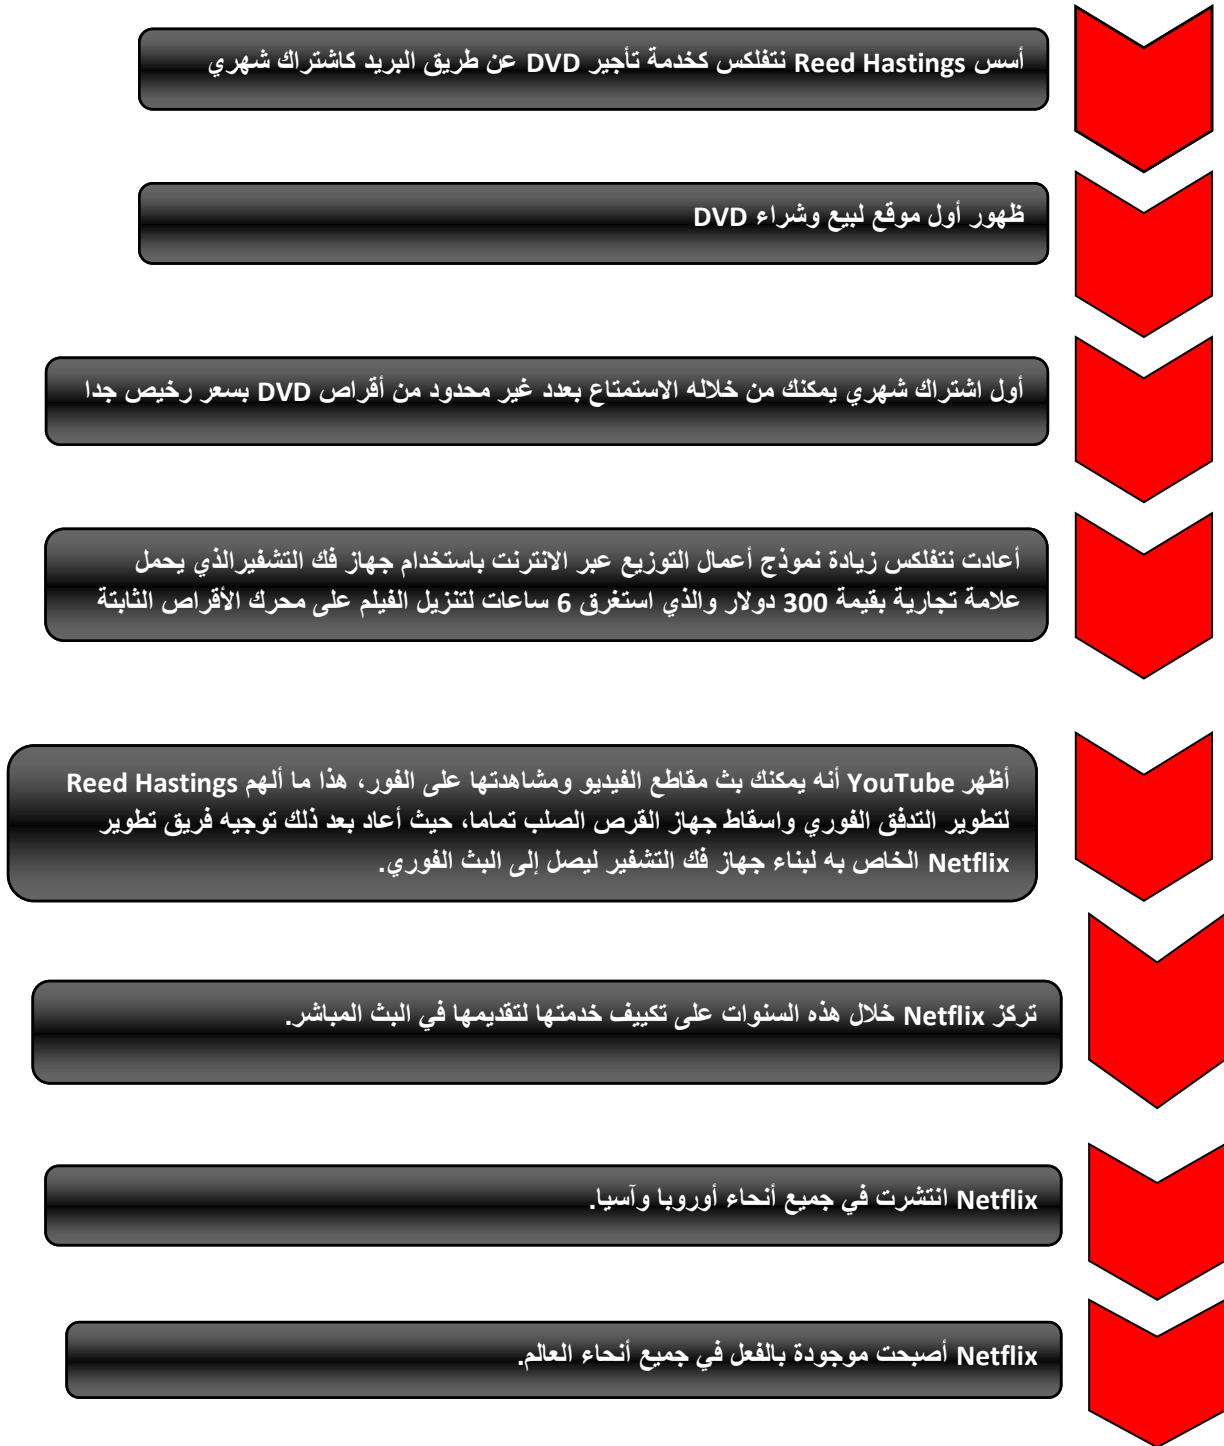 أسس Reed Hastings نتفلكس كخدمة تأجير DVD عن طريق البريد كاشتراك شهري
ظهور أول موقع لبيع وشراء DVD
أول اشتراك شهري يمكنك من خلاله الاستمتاع بعدد غير محدود من أقراص DVD بسعر رخيص جدا
أعادت نتفلكس زيادة نموذج أعمال التوزيع عبر الانترنت باستخدام جهاز فك التشفيرالذي يحمل
علامة تجارية بقيمة 300 دولار والذي استغرق 6 ساعات لتنزيل الفيلم على محرك الأقراص الثابتة
أظهر YouTube أنه يمكنك بث مقاطع الفيديو ومشاهدتها على الفور، هذا ما ألهم Reed Hastings
لتطوير التدفق الفوري واسقاط جهاز القرص الصلب تماما، حيث أعاد بعد ذلك توجيه فريق تطوير
Netflix الخاص به لبناء جهاز فك التشفير ليصل إلى البث الفوري.
تركز Netflix خلال هذه السنوات على تكييف خدمتها لتقديمها في البث المباشر.
Netflix انتشرت في جميع أنحاء أوروبا وآسيا.
Netflix أصبحت موجودة بالفعل في جميع أنحاء العالم.